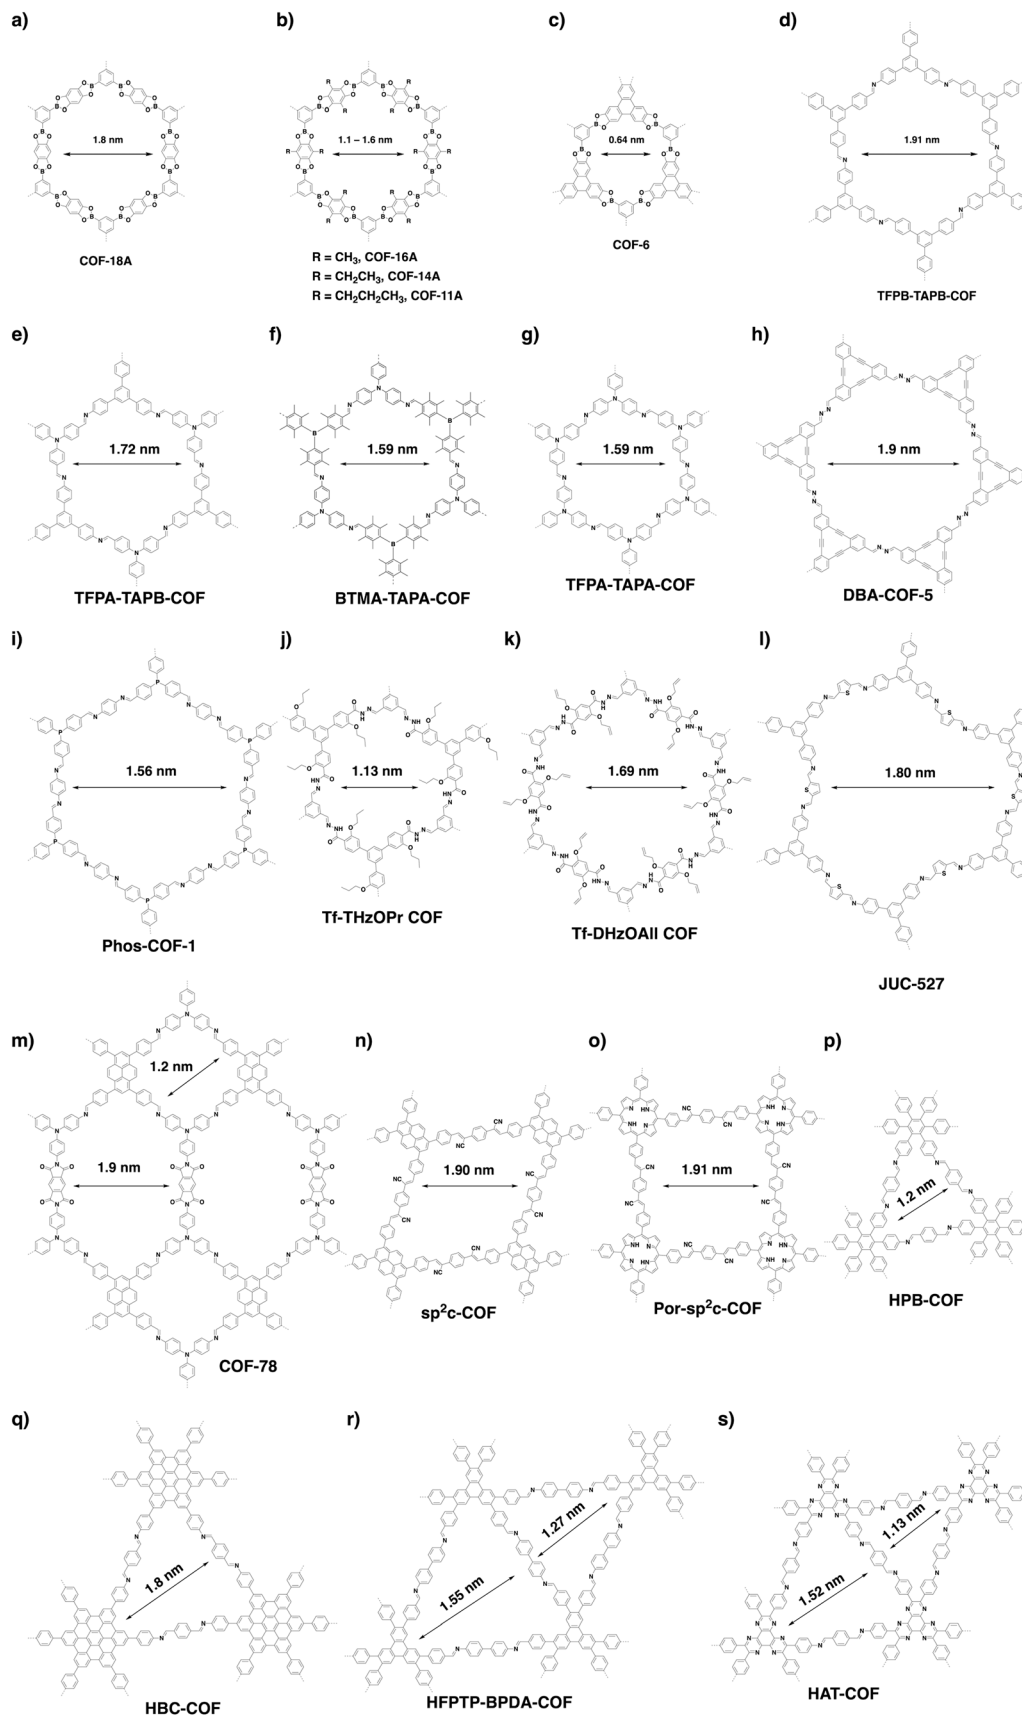 a)
b)
c)
d)
1.8 nm
1.1 – 1.6 nm
0.64 nm
1.91 nm
COF-18A
R = CH₃, COF-16A
R = CH₂CH₃, COF-14A
R = CH₂CH₂CH₃, COF-11A
COF-6
TFPB-TAPB-COF
e)
f)
g)
h)
1.72 nm
1.59 nm
1.59 nm
1.9 nm
TFPA-TAPB-COF
BTMA-TAPA-COF
TFPA-TAPA-COF
DBA-COF-5
i)
j)
k)
l)
1.56 nm
1.13 nm
1.69 nm
1.80 nm
Phos-COF-1
Tf-THzOPr COF
Tf-DHzOAll COF
JUC-527
m)
n)
o)
p)
1.2 nm
1.9 nm
1.90 nm
1.91 nm
1.2 nm
COF-78
sp²c-COF
Por-sp²c-COF
HPB-COF
q)
r)
s)
1.8 nm
1.27 nm
1.55 nm
1.13 nm
1.52 nm
HBC-COF
HFPTP-BPDA-COF
HAT-COF